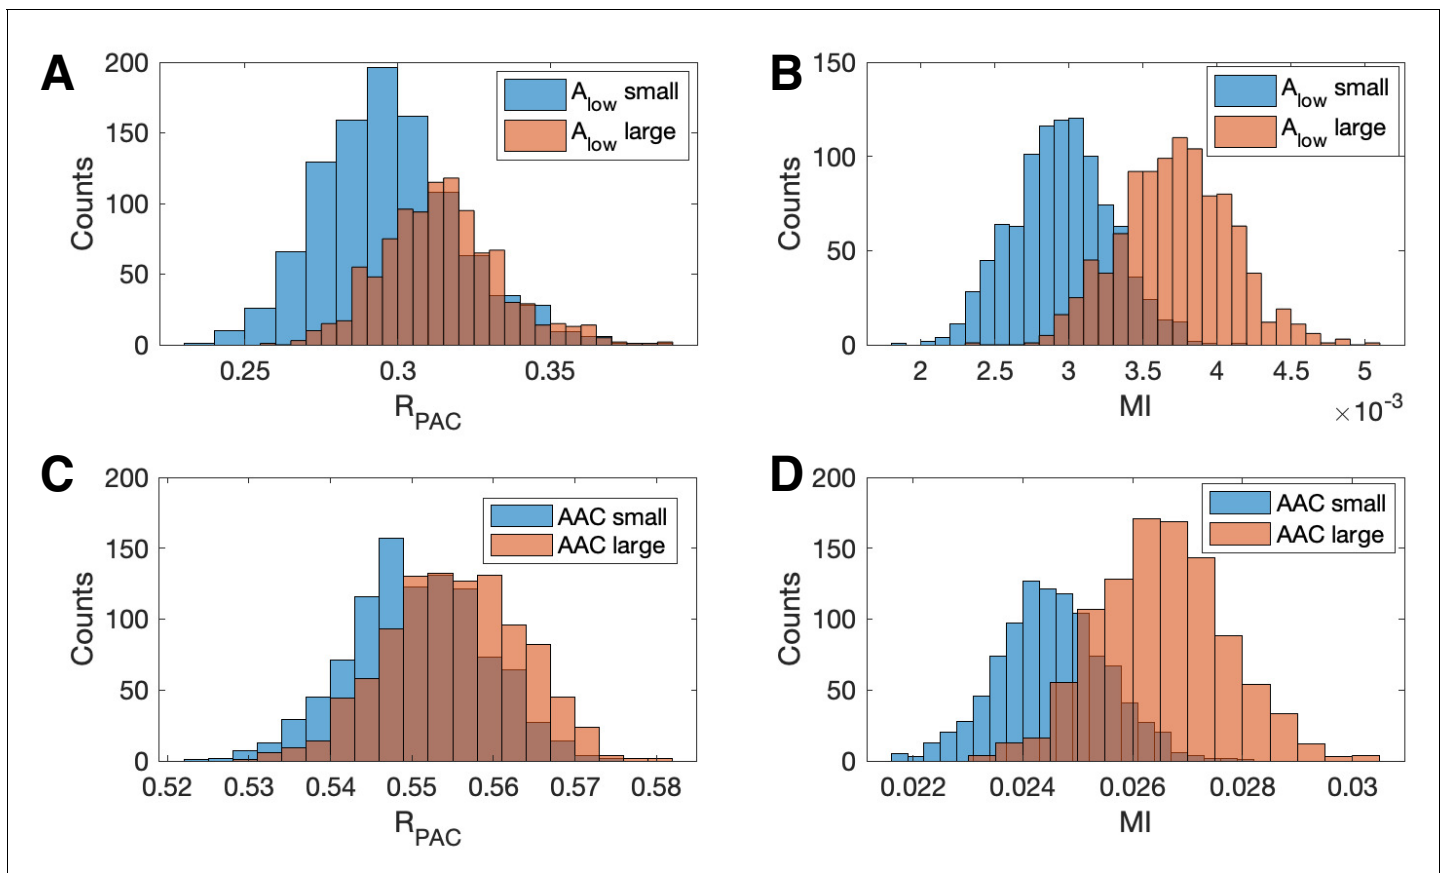 A
200
150
100
50
0
Counts
0.25 0.3 0.35
R_PAC
A_low small
A_low large
B
150
100
50
0
Counts
2 2.5 3 3.5 4 4.5 5
MI
×10^-3
A_low small
A_low large
C
200
150
100
50
0
Counts
0.52 0.53 0.54 0.55 0.56 0.57 0.58
R_PAC
AAC small
AAC large
D
200
150
100
50
0
Counts
0.022 0.024 0.026 0.028 0.03
MI
AAC small
AAC large